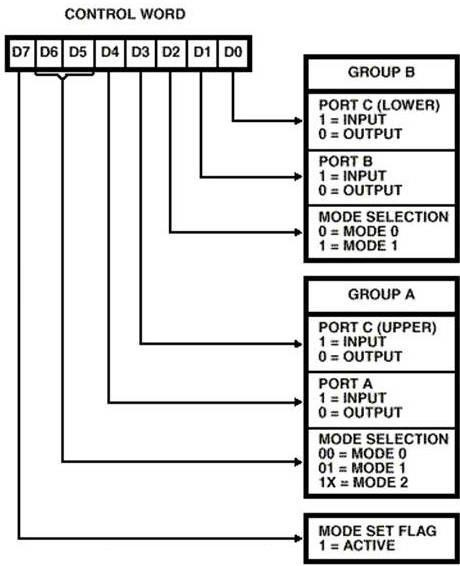 CONTROL WORD
D7 D6 D5 D4 D3 D2 D1 D0
GROUP B
PORT C (LOWER)
1 = INPUT
0 = OUTPUT
PORT B
1 = INPUT
0 = OUTPUT
MODE SELECTION
0 = MODE 0
1 = MODE 1
GROUP A
PORT C (UPPER)
1 = INPUT
0 = OUTPUT
PORT A
1 = INPUT
0 = OUTPUT
MODE SELECTION
00 = MODE 0
01 = MODE 1
1X = MODE 2
MODE SET FLAG
1 = ACTIVE